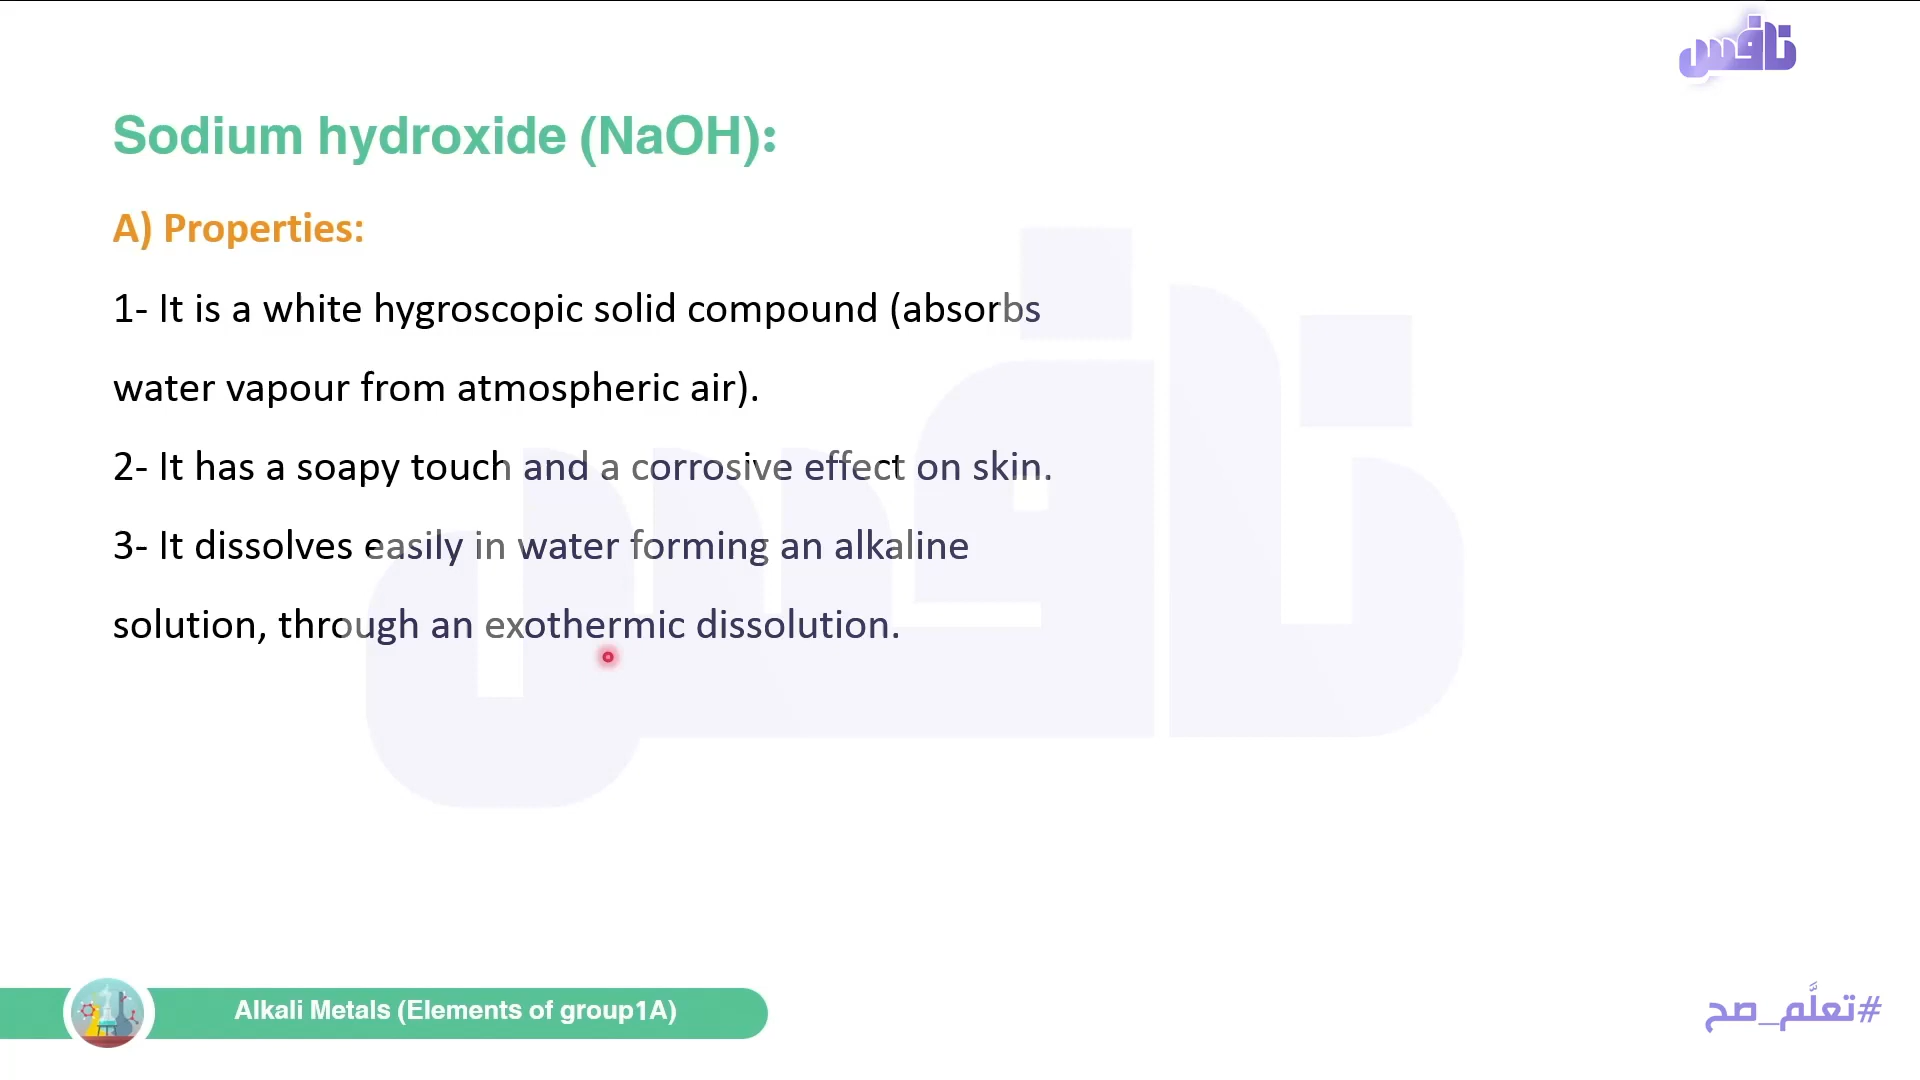 نافس
Sodium hydroxide (NaOH):
A) Properties:
1- It is a white hygroscopic solid compound (absorbs
water vapour from atmospheric air).
2- It has a soapy touch and a corrosive effect on skin.
3- It dissolves easily in water forming an alkaline
solution, through an exothermic dissolution.
نافس
Alkali Metals (Elements of group1A)
#تعلَّم_صح